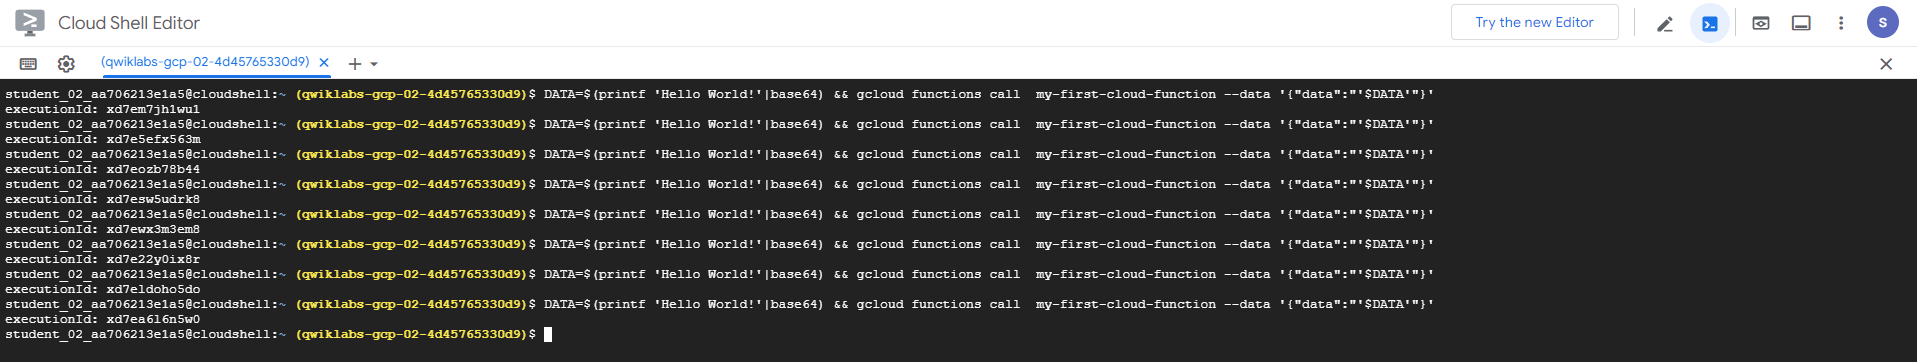 Cloud Shell Editor
Try the new Editor
S
(qwiklabs-gcp-02-4d45765330d9)
student_02_aa706213e1a5@cloudshell:~ (qwiklabs-gcp-02-4d45765330d9)$ DATA=$(printf 'Hello World!'|base64) && gcloud functions call  my-first-cloud-function --data '{"data":"'$DATA'"}'
executionId: xd7em7jh1wu1
student_02_aa706213e1a5@cloudshell:~ (qwiklabs-gcp-02-4d45765330d9)$ DATA=$(printf 'Hello World!'|base64) && gcloud functions call  my-first-cloud-function --data '{"data":"'$DATA'"}'
executionId: xd7e5efx563m
student_02_aa706213e1a5@cloudshell:~ (qwiklabs-gcp-02-4d45765330d9)$ DATA=$(printf 'Hello World!'|base64) && gcloud functions call  my-first-cloud-function --data '{"data":"'$DATA'"}'
executionId: xd7eozb78b44
student_02_aa706213e1a5@cloudshell:~ (qwiklabs-gcp-02-4d45765330d9)$ DATA=$(printf 'Hello World!'|base64) && gcloud functions call  my-first-cloud-function --data '{"data":"'$DATA'"}'
executionId: xd7esw5udrk8
student_02_aa706213e1a5@cloudshell:~ (qwiklabs-gcp-02-4d45765330d9)$ DATA=$(printf 'Hello World!'|base64) && gcloud functions call  my-first-cloud-function --data '{"data":"'$DATA'"}'
executionId: xd7ewx3m3em8
student_02_aa706213e1a5@cloudshell:~ (qwiklabs-gcp-02-4d45765330d9)$ DATA=$(printf 'Hello World!'|base64) && gcloud functions call  my-first-cloud-function --data '{"data":"'$DATA'"}'
executionId: xd7e22y0ix8r
student_02_aa706213e1a5@cloudshell:~ (qwiklabs-gcp-02-4d45765330d9)$ DATA=$(printf 'Hello World!'|base64) && gcloud functions call  my-first-cloud-function --data '{"data":"'$DATA'"}'
executionId: xd7eldoho5do
student_02_aa706213e1a5@cloudshell:~ (qwiklabs-gcp-02-4d45765330d9)$ DATA=$(printf 'Hello World!'|base64) && gcloud functions call  my-first-cloud-function --data '{"data":"'$DATA'"}'
executionId: xd7ea6l6n5w0
student_02_aa706213e1a5@cloudshell:~ (qwiklabs-gcp-02-4d45765330d9)$